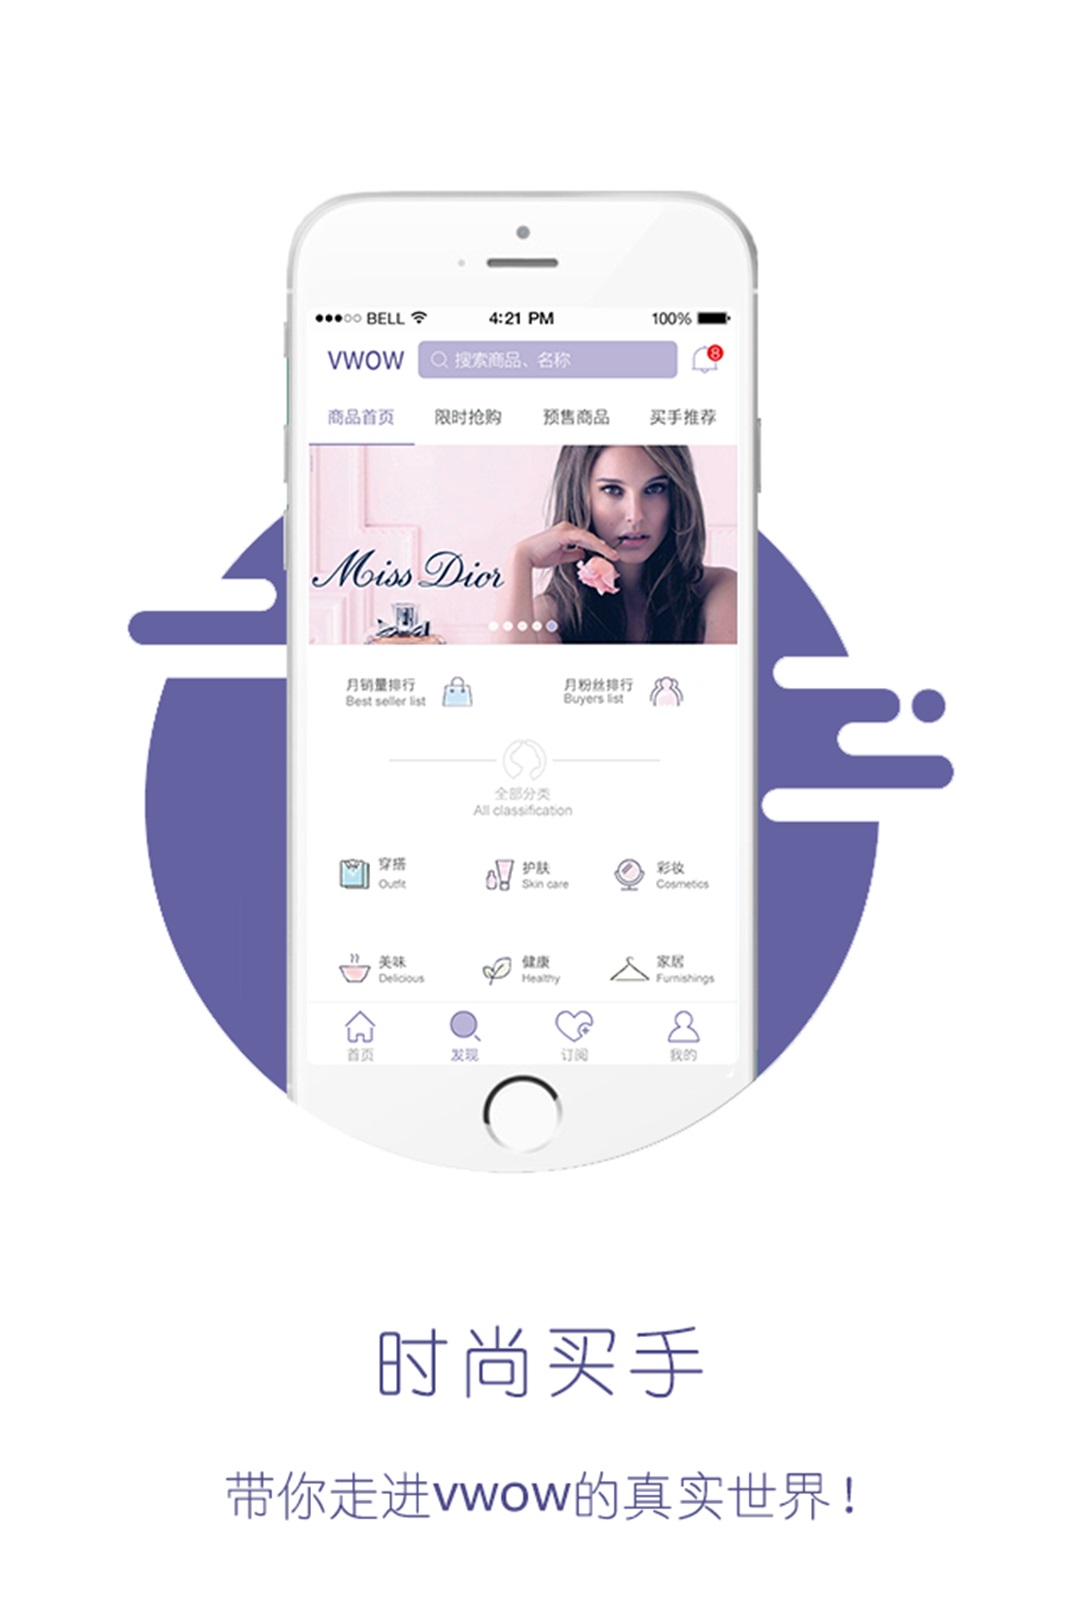 BELL 4:21 PM 100%
VWOW 搜索商品、名称 8
商品首页 限时抢购 预售商品 买手推荐
Miss Dior
月销量排行 月粉丝排行
Best seller list Buyers list
全部分类
All classification
穿搭 护肤 彩妆
Outfit Skin care Cosmetics
美味 健康 家居
Delicious Healthy Furnishings
首页 发现 订阅 我的
时尚买手
带你走进vwow的真实世界！